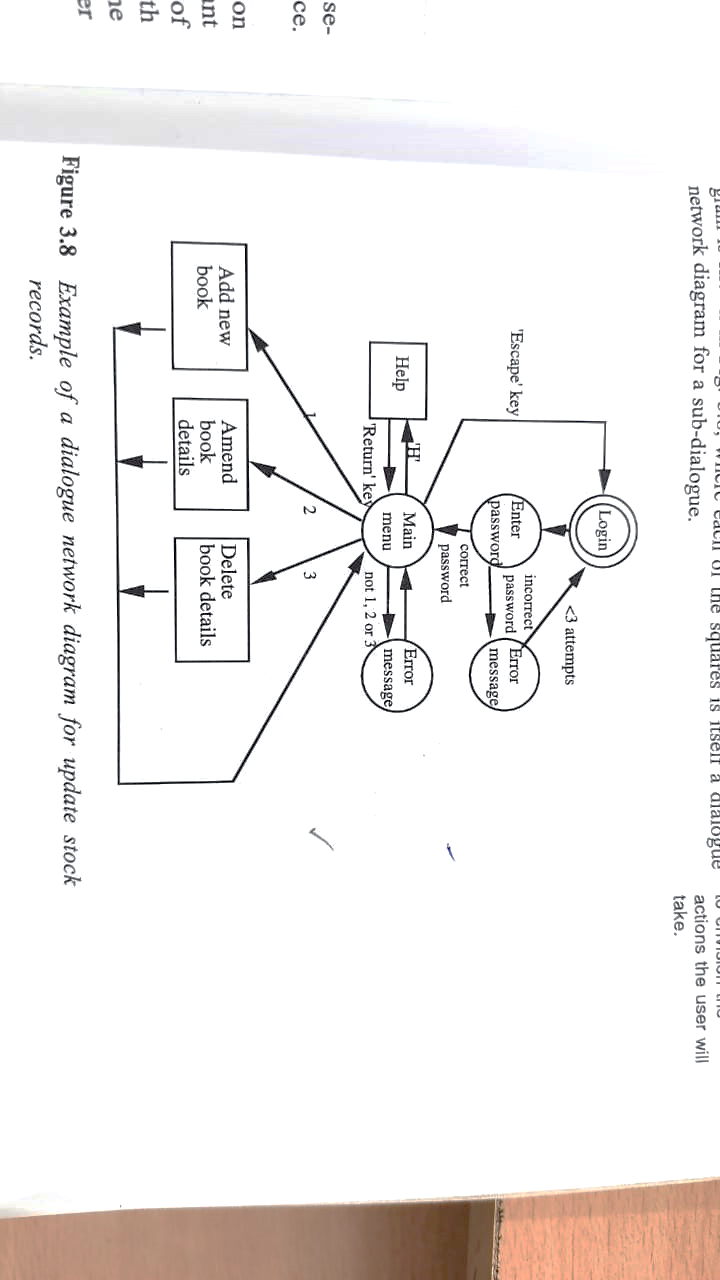 network diagram for a sub-dialogue.
actions the user will
take.
Login
<3 attempts
'Escape' key
Enter
password
incorrect
password
Error
message
correct
password
Help
'H'
'Return' key
Main
menu
Error
message
not 1, 2 or 3
1
2
3
Add new
book
Amend
book
details
Delete
book details
Figure 3.8 Example of a dialogue network diagram for update stock
records.
se-
ce.
on
of
th